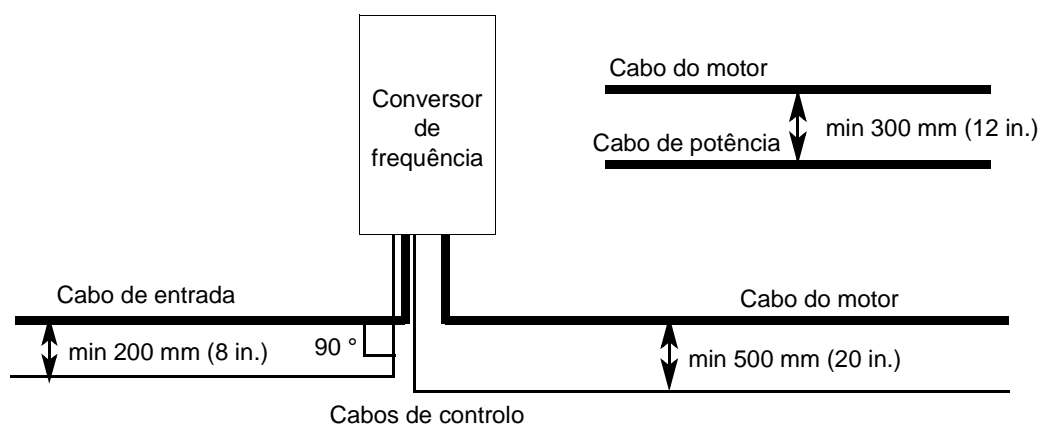 Conversor
de
frequência
Cabo do motor
min 300 mm (12 in.)
Cabo de potência
Cabo de entrada
Cabo do motor
min 200 mm (8 in.)
90 °
min 500 mm (20 in.)
Cabos de controlo